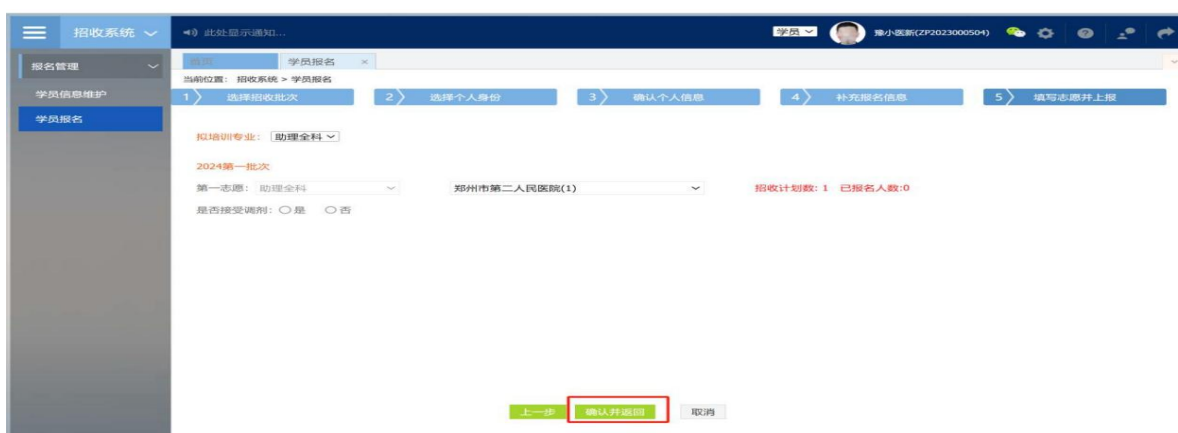 招收系统 此处显示通知... 学员 豫小医新(ZP2023000504)
报名管理 首页 学员报名 ×
当前位置: 招收系统 > 学员报名
学员信息维护 1 选择招收批次 2 选择个人身份 3 确认个人信息 4 补充报名信息 5 填写志愿并上报
学员报名
拟培训专业: 助理全科
2024第一批次
第一志愿: 助理全科 郑州市第二人民医院(1) 招收计划数: 1 已报名人数:0
是否接受调剂: 是 否
上一步 确认并返回 取消